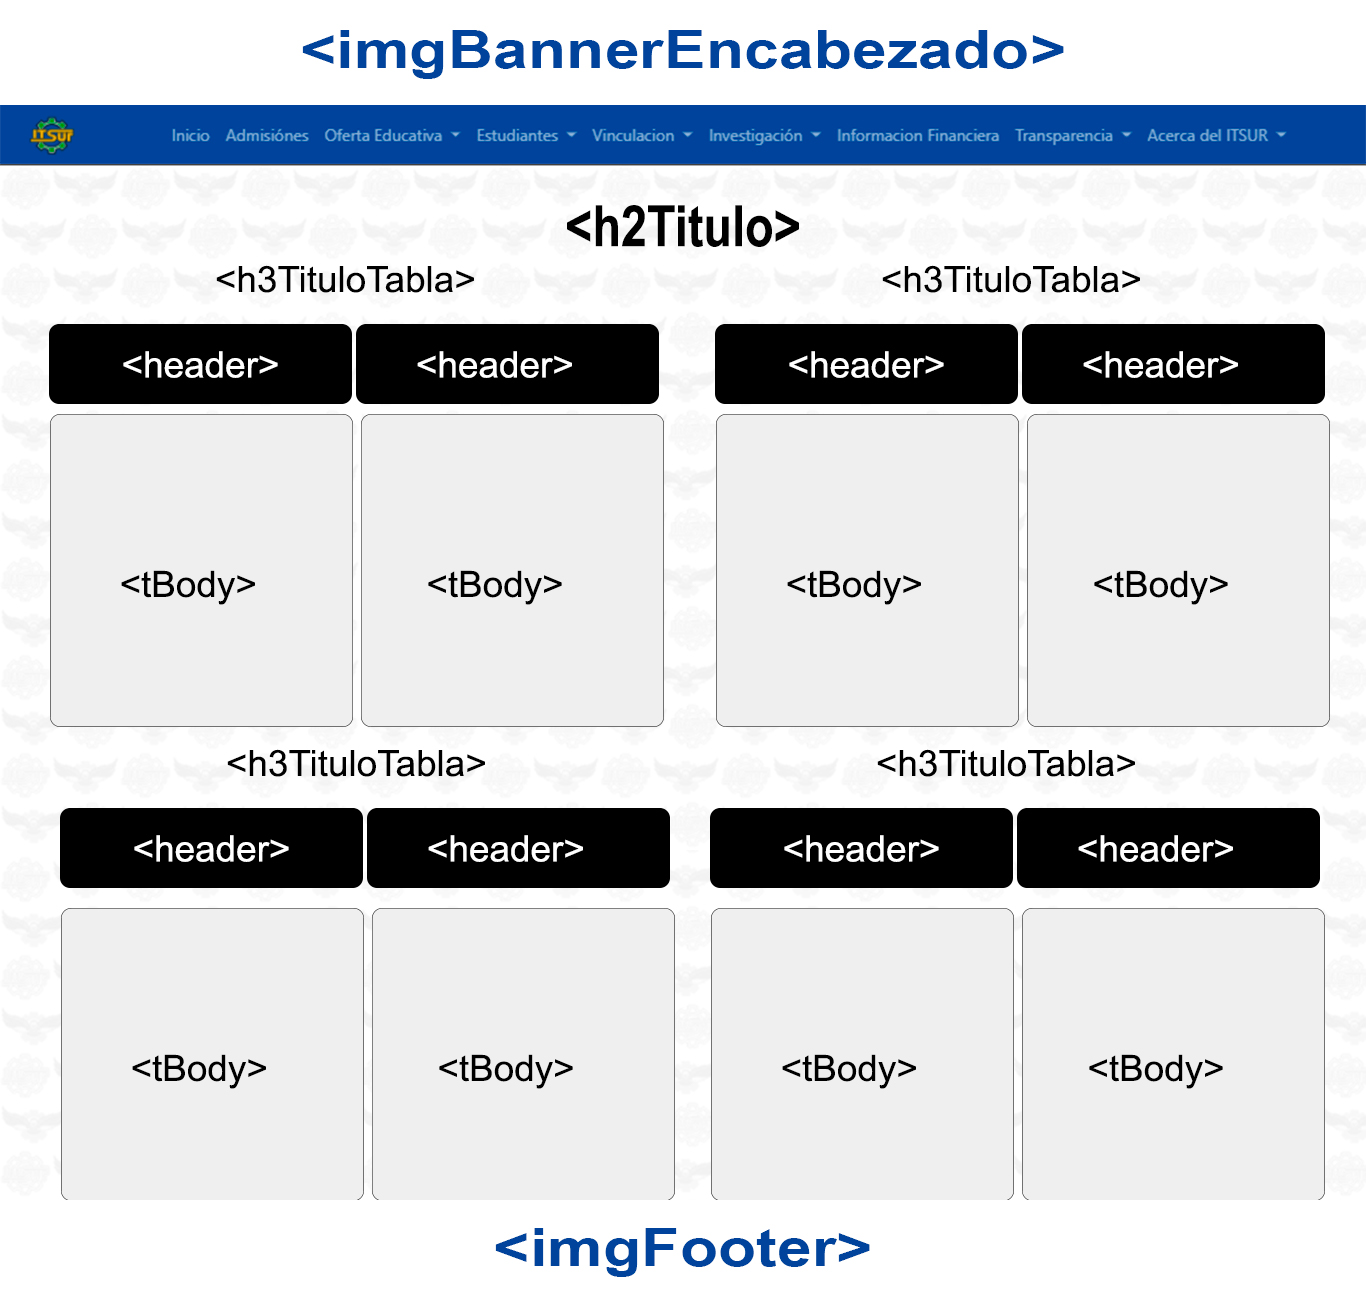 <imgBannerEncabezado>
ITSUR Inicio Admisiónes Oferta Educativa Estudiantes Vinculacion Investigación Informacion Financiera Transparencia Acerca del ITSUR
<h2Titulo>
<h3TituloTabla> <h3TituloTabla>
<header> <header> <header> <header>
<tBody> <tBody> <tBody> <tBody>
<h3TituloTabla> <h3TituloTabla>
<header> <header> <header> <header>
<tBody> <tBody> <tBody> <tBody>
<imgFooter>